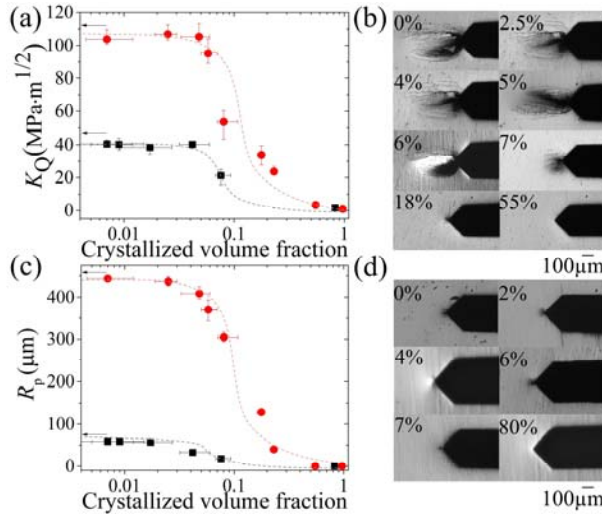 (a)
120
100
80
60
40
20
0
K_Q(MPa·m^1/2)
0.01 0.1 1
Crystallized volume fraction
(b)
0% 2.5%
4% 5%
6% 7%
18% 55%
100μm
(c)
400
300
200
100
0
R_p (μm)
0.01 0.1 1
Crystallized volume fraction
(d)
0% 2%
4% 6%
7% 80%
100μm